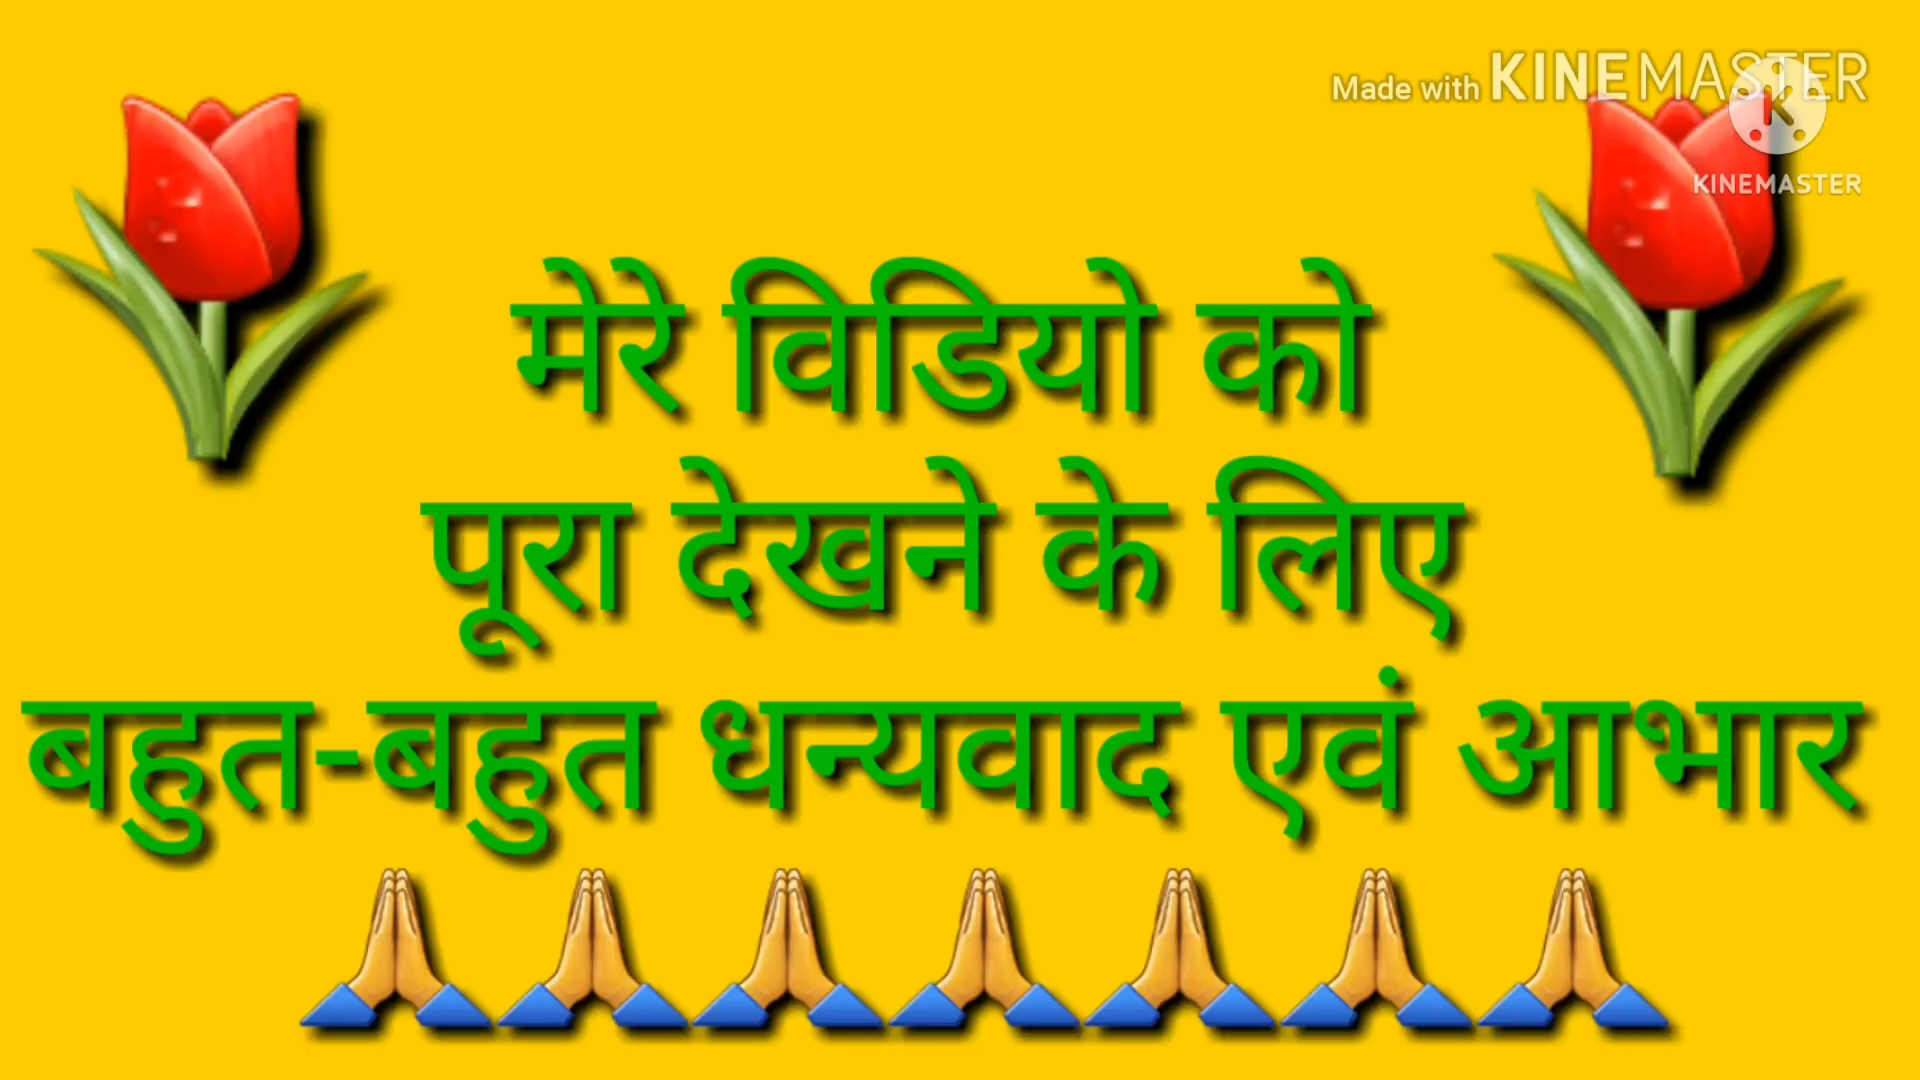 Made with KINEMASTER
KINEMASTER
मेरे विडियो को
पूरा देखने के लिए
बहुत-बहुत धन्यवाद एवं आभार